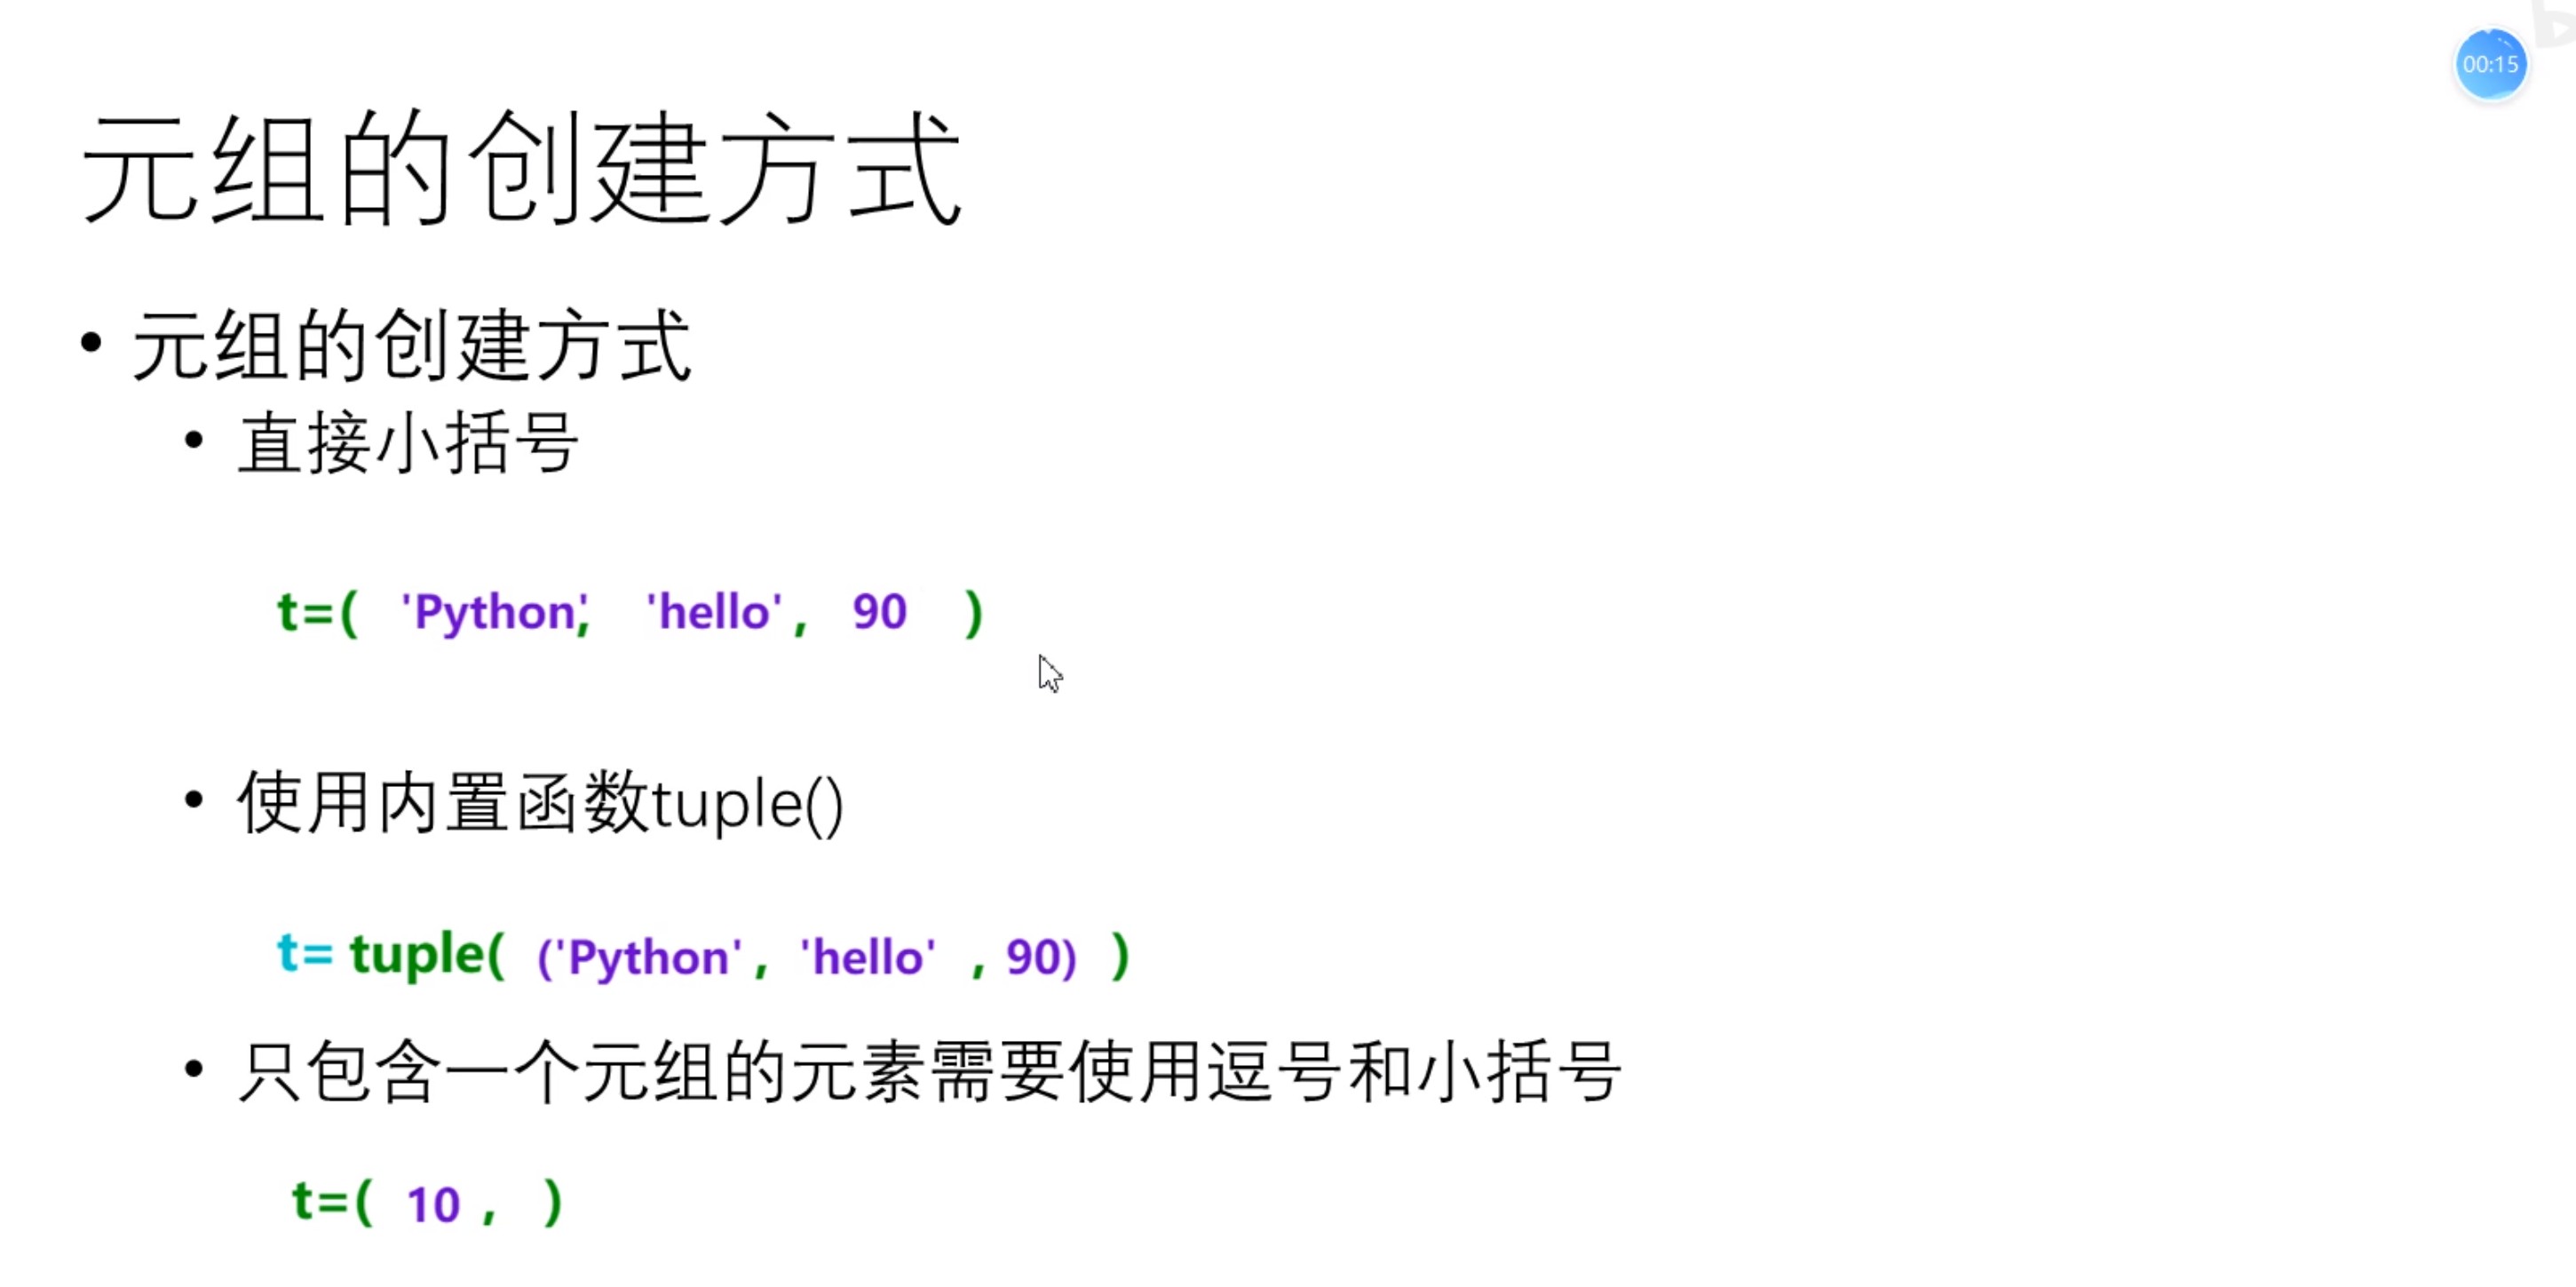 00:15
元组的创建方式
• 元组的创建方式
• 直接小括号
t=( 'Python', 'hello', 90 )
• 使用内置函数tuple()
t= tuple( ('Python', 'hello' , 90) )
• 只包含一个元组的元素需要使用逗号和小括号
t=( 10 , )